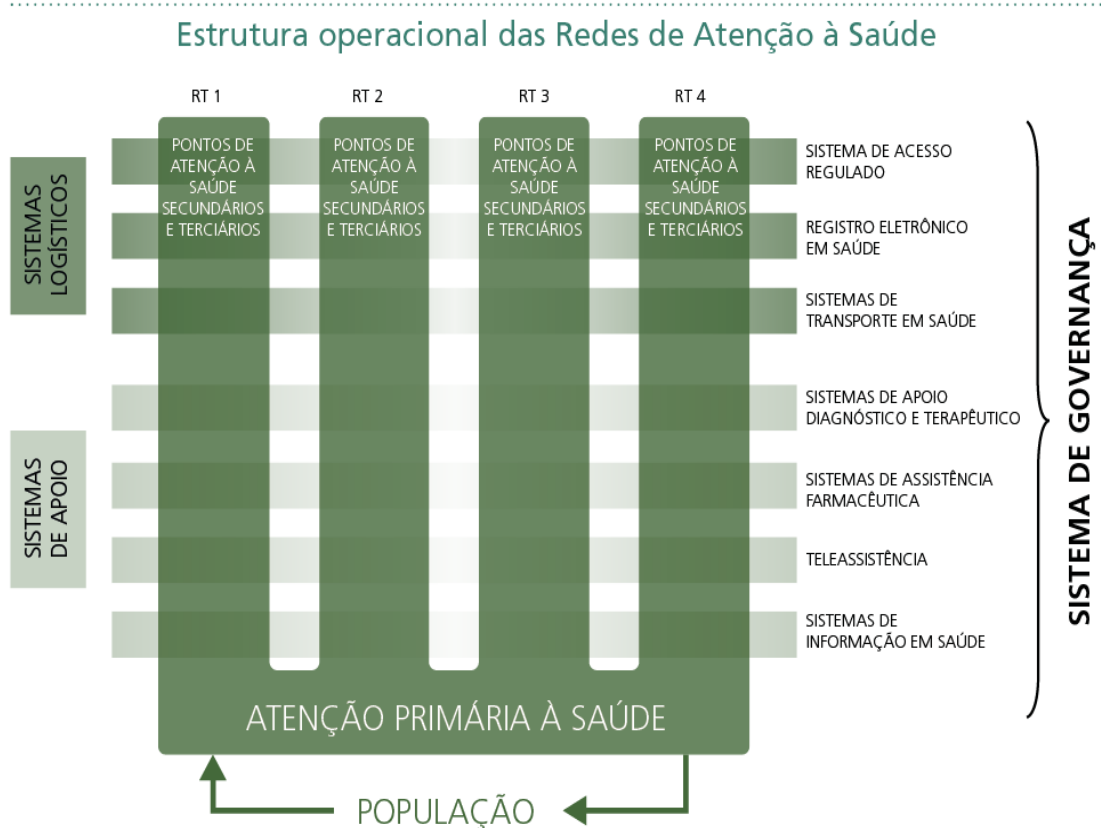 Estrutura operacional das Redes de Atenção à Saúde
RT 1
RT 2
RT 3
RT 4
PONTOS DE
ATENÇÃO À
SAÚDE
SECUNDÁRIOS
E TERCIÁRIOS
PONTOS DE
ATENÇÃO À
SAÚDE
SECUNDÁRIOS
E TERCIÁRIOS
PONTOS DE
ATENÇÃO À
SAÚDE
SECUNDÁRIOS
E TERCIÁRIOS
PONTOS DE
ATENÇÃO À
SAÚDE
SECUNDÁRIOS
E TERCIÁRIOS
SISTEMAS
LOGÍSTICOS
SISTEMAS
DE APOIO
SISTEMA DE ACESSO
REGULADO
REGISTRO ELETRÔNICO
EM SAÚDE
SISTEMAS DE
TRANSPORTE EM SAÚDE
SISTEMAS DE APOIO
DIAGNÓSTICO E TERAPÊUTICO
SISTEMAS DE ASSISTÊNCIA
FARMACÊUTICA
TELEASSISTÊNCIA
SISTEMAS DE
INFORMAÇÃO EM SAÚDE
SISTEMA DE GOVERNANÇA
ATENÇÃO PRIMÁRIA À SAÚDE
POPULAÇÃO